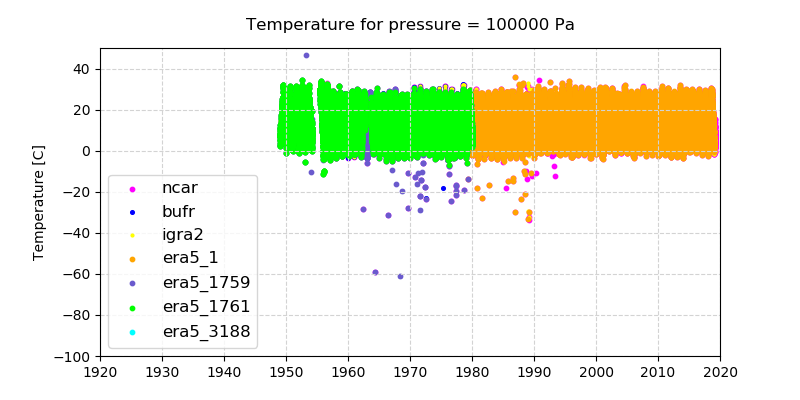 Temperature for pressure = 100000 Pa
Temperature [C]
40
20
0
−20
−40
−60
−80
−100
ncar
bufr
igra2
era5_1
era5_1759
era5_1761
era5_3188
1920 1930 1940 1950 1960 1970 1980 1990 2000 2010 2020